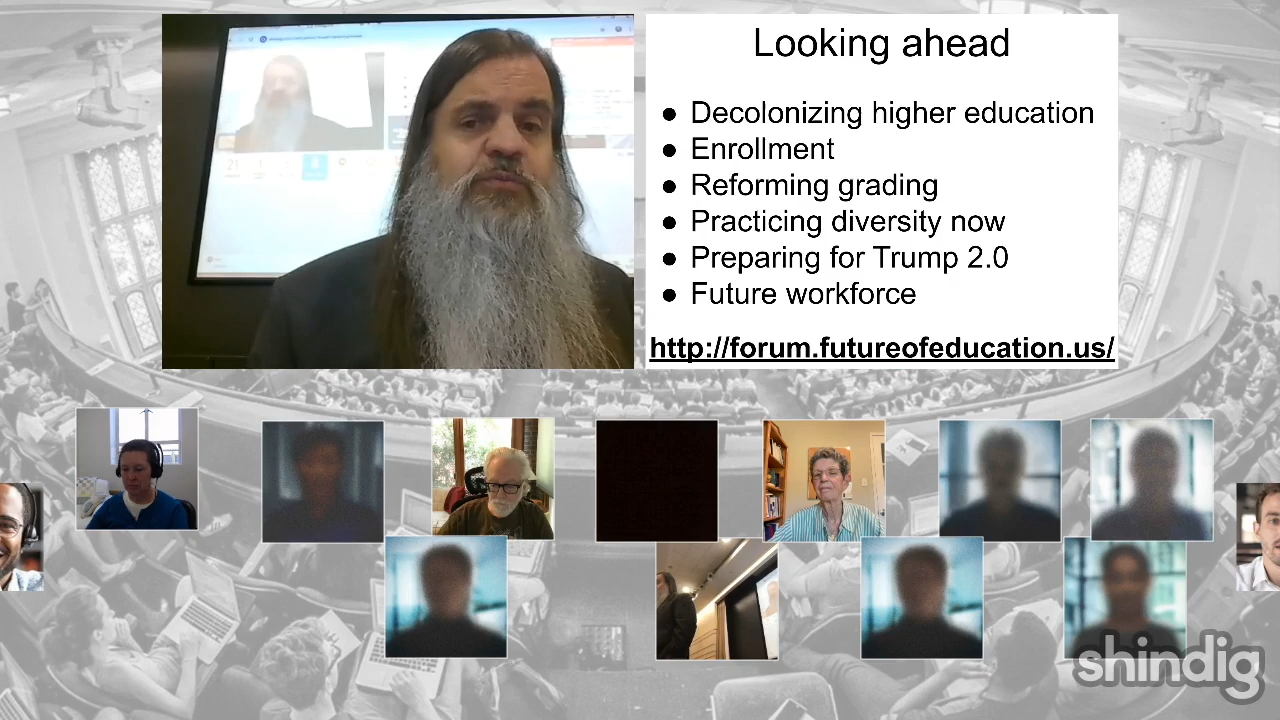 Looking ahead
● Decolonizing higher education
● Enrollment
● Reforming grading
● Practicing diversity now
● Preparing for Trump 2.0
● Future workforce
http://forum.futureofeducation.us/
shindig